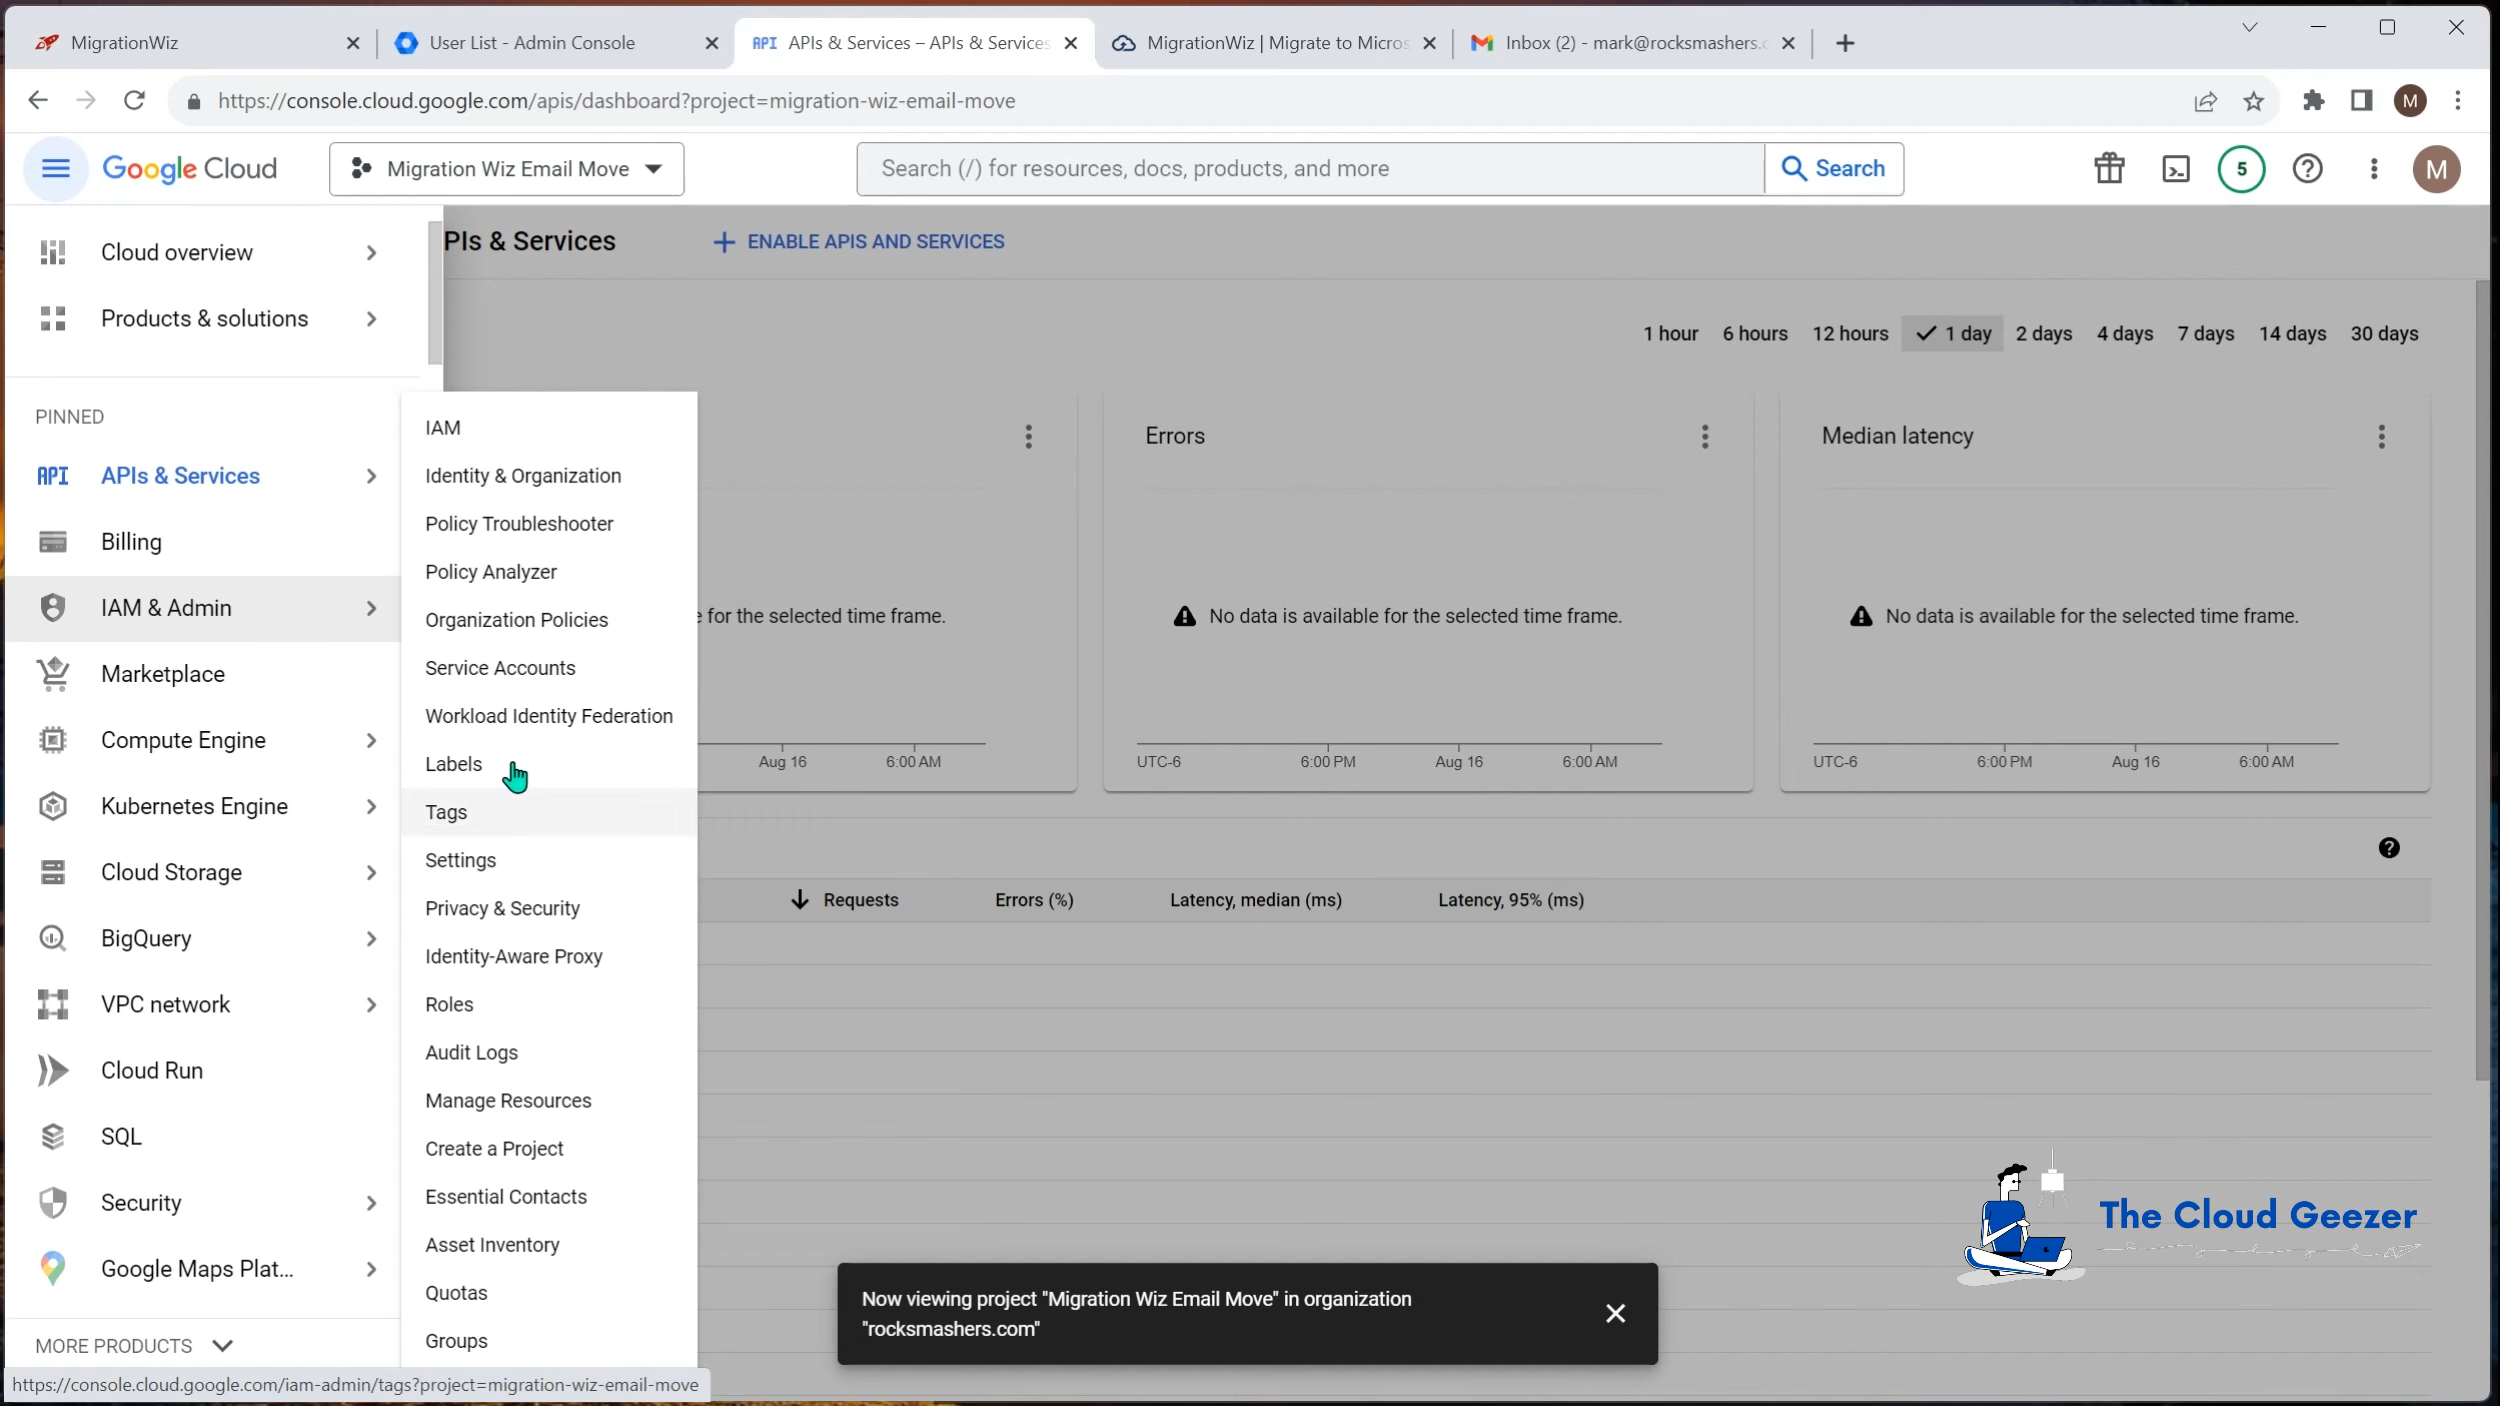 MigrationWiz
User List - Admin Console
API APIs & Services – APIs & Services
MigrationWiz | Migrate to Micros
Inbox (2) - mark@rocksmashers.c
https://console.cloud.google.com/apis/dashboard?project=migration-wiz-email-move
M
Google Cloud
Migration Wiz Email Move
Search (/) for resources, docs, products, and more
Search
5
M
Cloud overview
Products & solutions
PINNED
API APIs & Services
Billing
IAM & Admin
Marketplace
Compute Engine
Kubernetes Engine
Cloud Storage
BigQuery
VPC network
Cloud Run
SQL
Security
Google Maps Plat...
MORE PRODUCTS
https://console.cloud.google.com/iam-admin/tags?project=migration-wiz-email-move
IAM
Identity & Organization
Policy Troubleshooter
Policy Analyzer
Organization Policies
Service Accounts
Workload Identity Federation
Labels
Tags
Settings
Privacy & Security
Identity-Aware Proxy
Roles
Audit Logs
Manage Resources
Create a Project
Essential Contacts
Asset Inventory
Quotas
Groups
PIs & Services
ENABLE APIS AND SERVICES
1 hour 6 hours 12 hours 1 day 2 days 4 days 7 days 14 days 30 days
for the selected time frame.
Aug 16 6:00 AM
Errors
No data is available for the selected time frame.
UTC-6 6:00 PM Aug 16 6:00 AM
Median latency
No data is available for the selected time frame.
UTC-6 6:00 PM Aug 16 6:00 AM
Requests Errors (%) Latency, median (ms) Latency, 95% (ms)
The Cloud Geezer
Now viewing project "Migration Wiz Email Move" in organization
"rocksmashers.com"